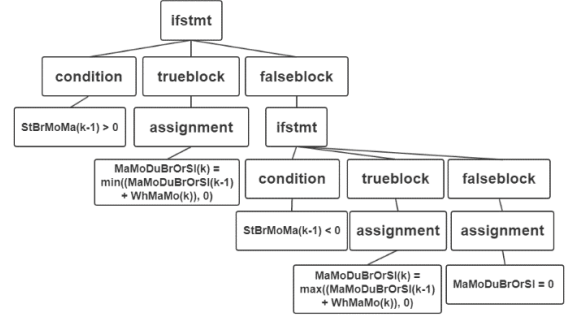 ifstmt
condition
trueblock
falseblock
StBrMoMa(k-1) > 0
assignment
ifstmt
MaMoDuBrOrSl(k) =
min((MaMoDuBrOrSl(k-1)
+ WhMaMo(k)), 0)
condition
trueblock
falseblock
StBrMoMa(k-1) < 0
assignment
assignment
MaMoDuBrOrSl(k) =
max((MaMoDuBrOrSl(k-1)
+ WhMaMo(k)), 0)
MaMoDuBrOrSl = 0